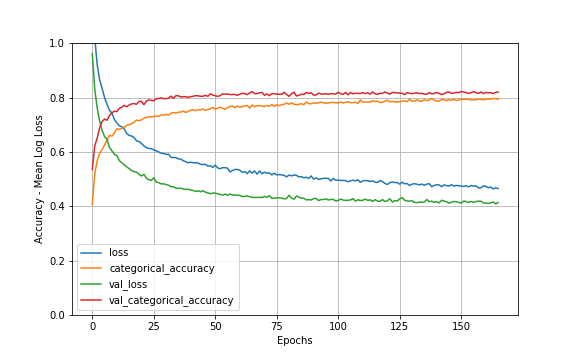 1.0
0.8
0.6
0.4
0.2
0.0
Accuracy - Mean Log Loss
loss
categorical_accuracy
val_loss
val_categorical_accuracy
0 25 50 75 100 125 150
Epochs